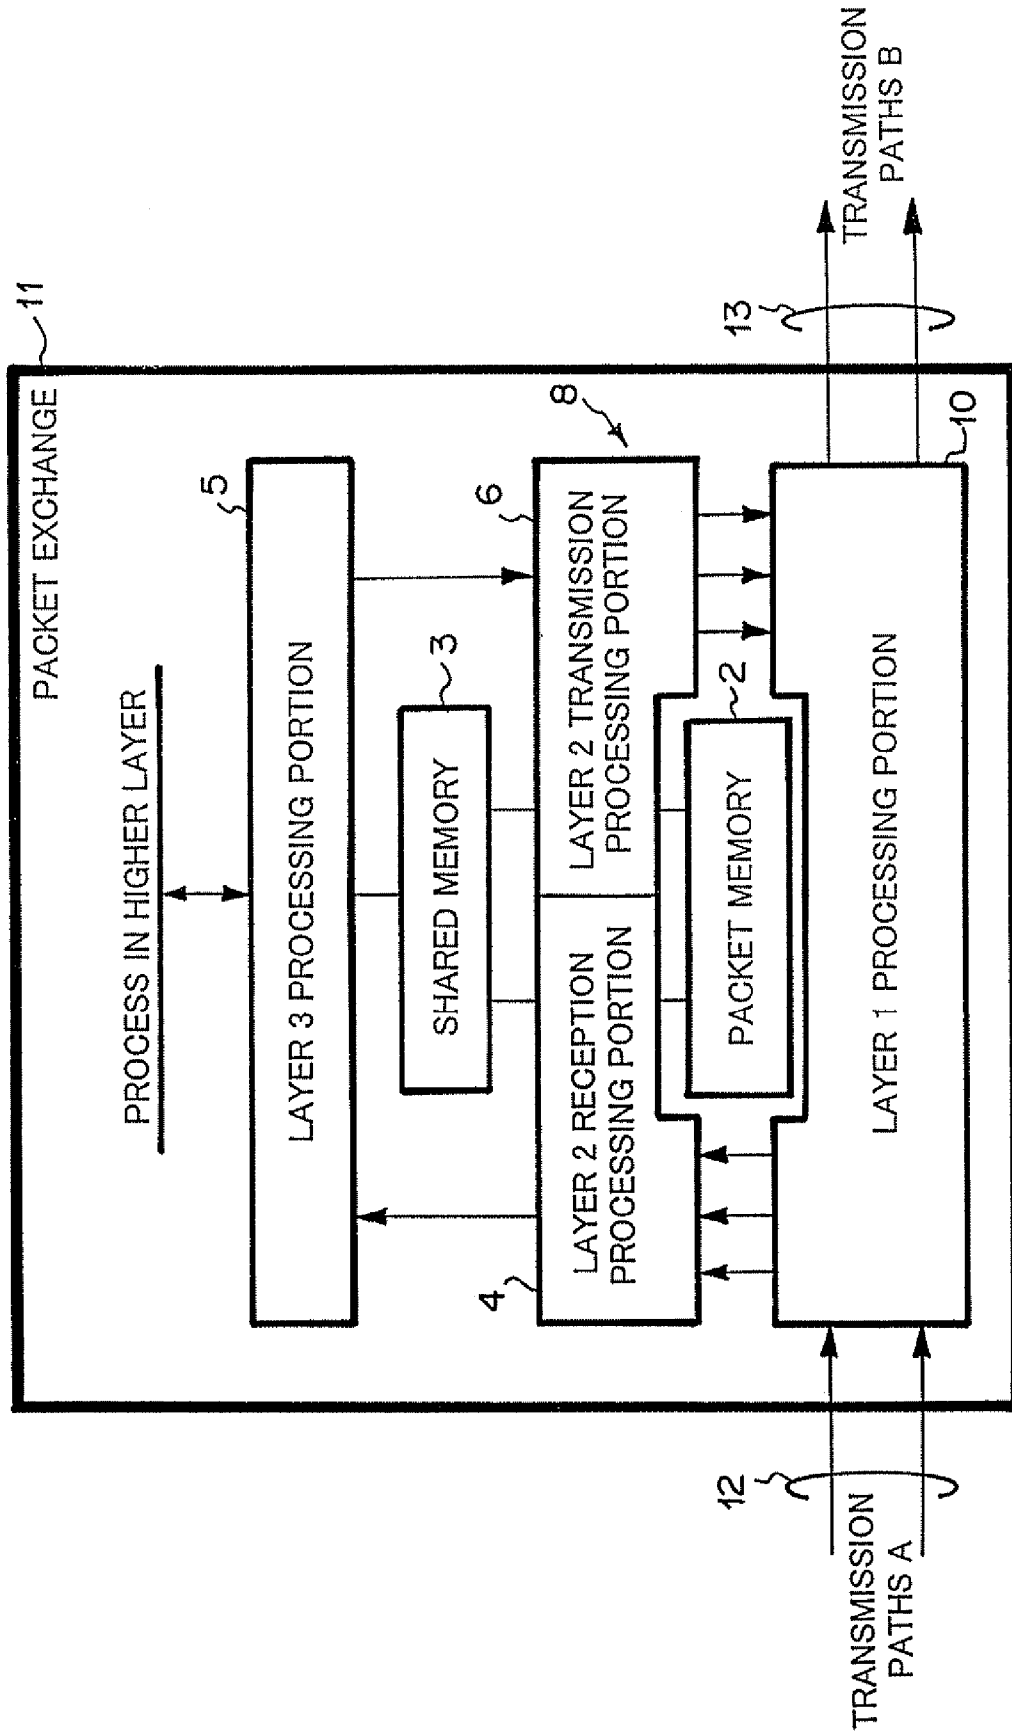 PACKET EXCHANGE
11
PROCESS IN HIGHER LAYER
5
LAYER 3 PROCESSING PORTION
3
SHARED MEMORY
8
4
6
LAYER 2 RECEPTION
PROCESSING PORTION
LAYER 2 TRANSMISSION
PROCESSING PORTION
2
PACKET MEMORY
10
LAYER 1 PROCESSING PORTION
12
TRANSMISSION
PATHS A
13
TRANSMISSION
PATHS B